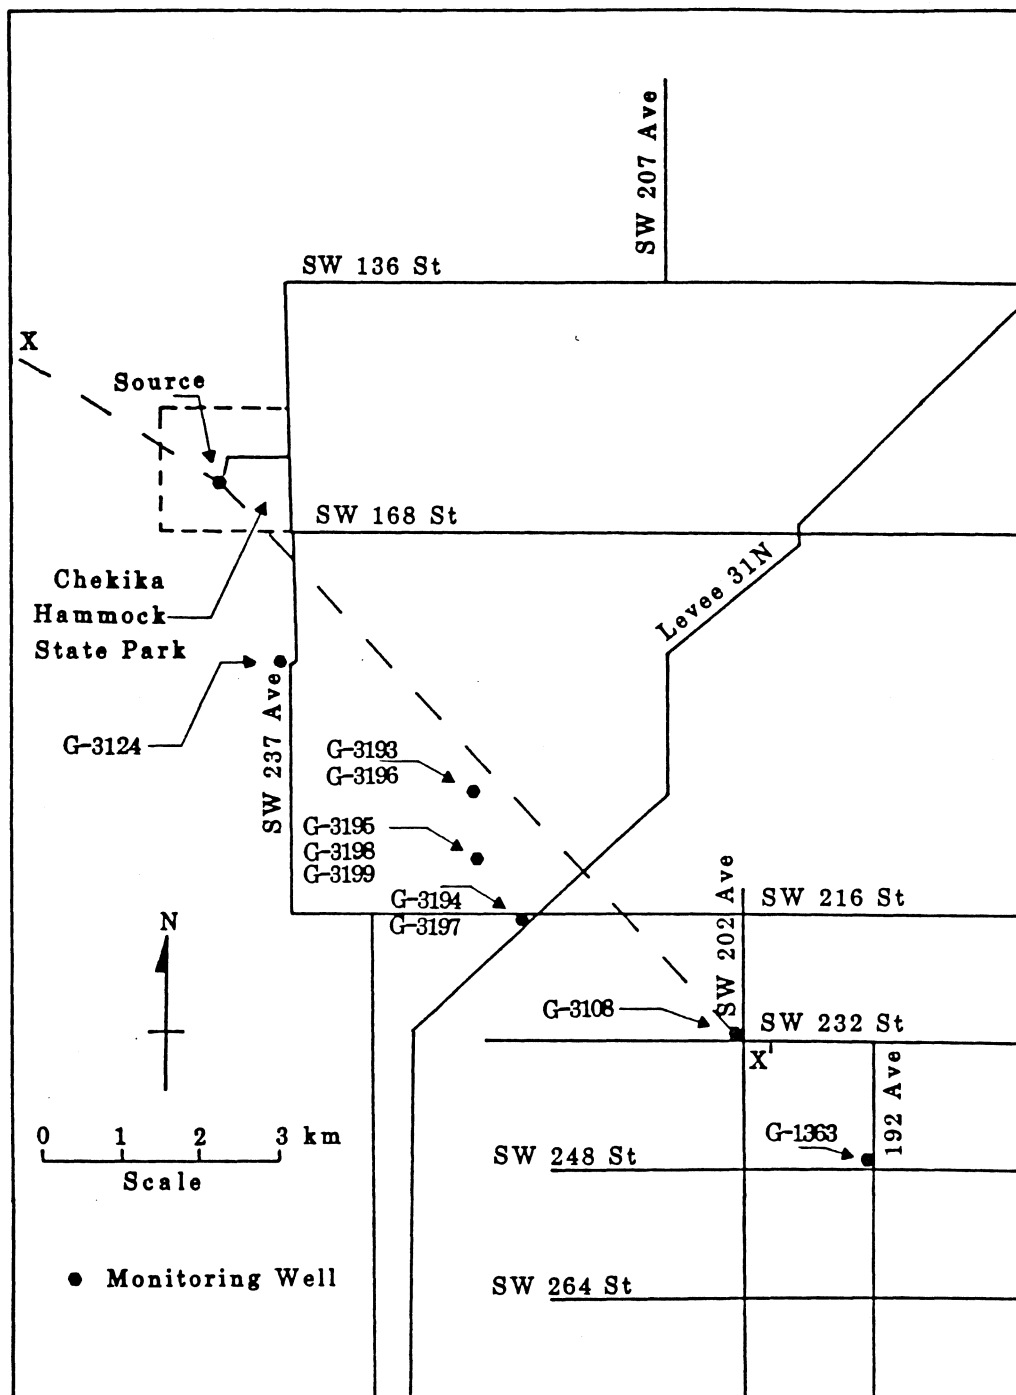 SW 207 Ave
SW 136 St
X
Source
SW 168 St
Levee 31N
Chekika
Hammock
State Park
G-3124
SW 237 Ave
G-3193
G-3196
G-3195
G-3198
G-3199
G-3194
G-3197
SW 202 Ave
SW 216 St
N
G-3108
SW 232 St
X'
192 Ave
0 1 2 3 km
Scale
G-1363
SW 248 St
Monitoring Well
SW 264 St